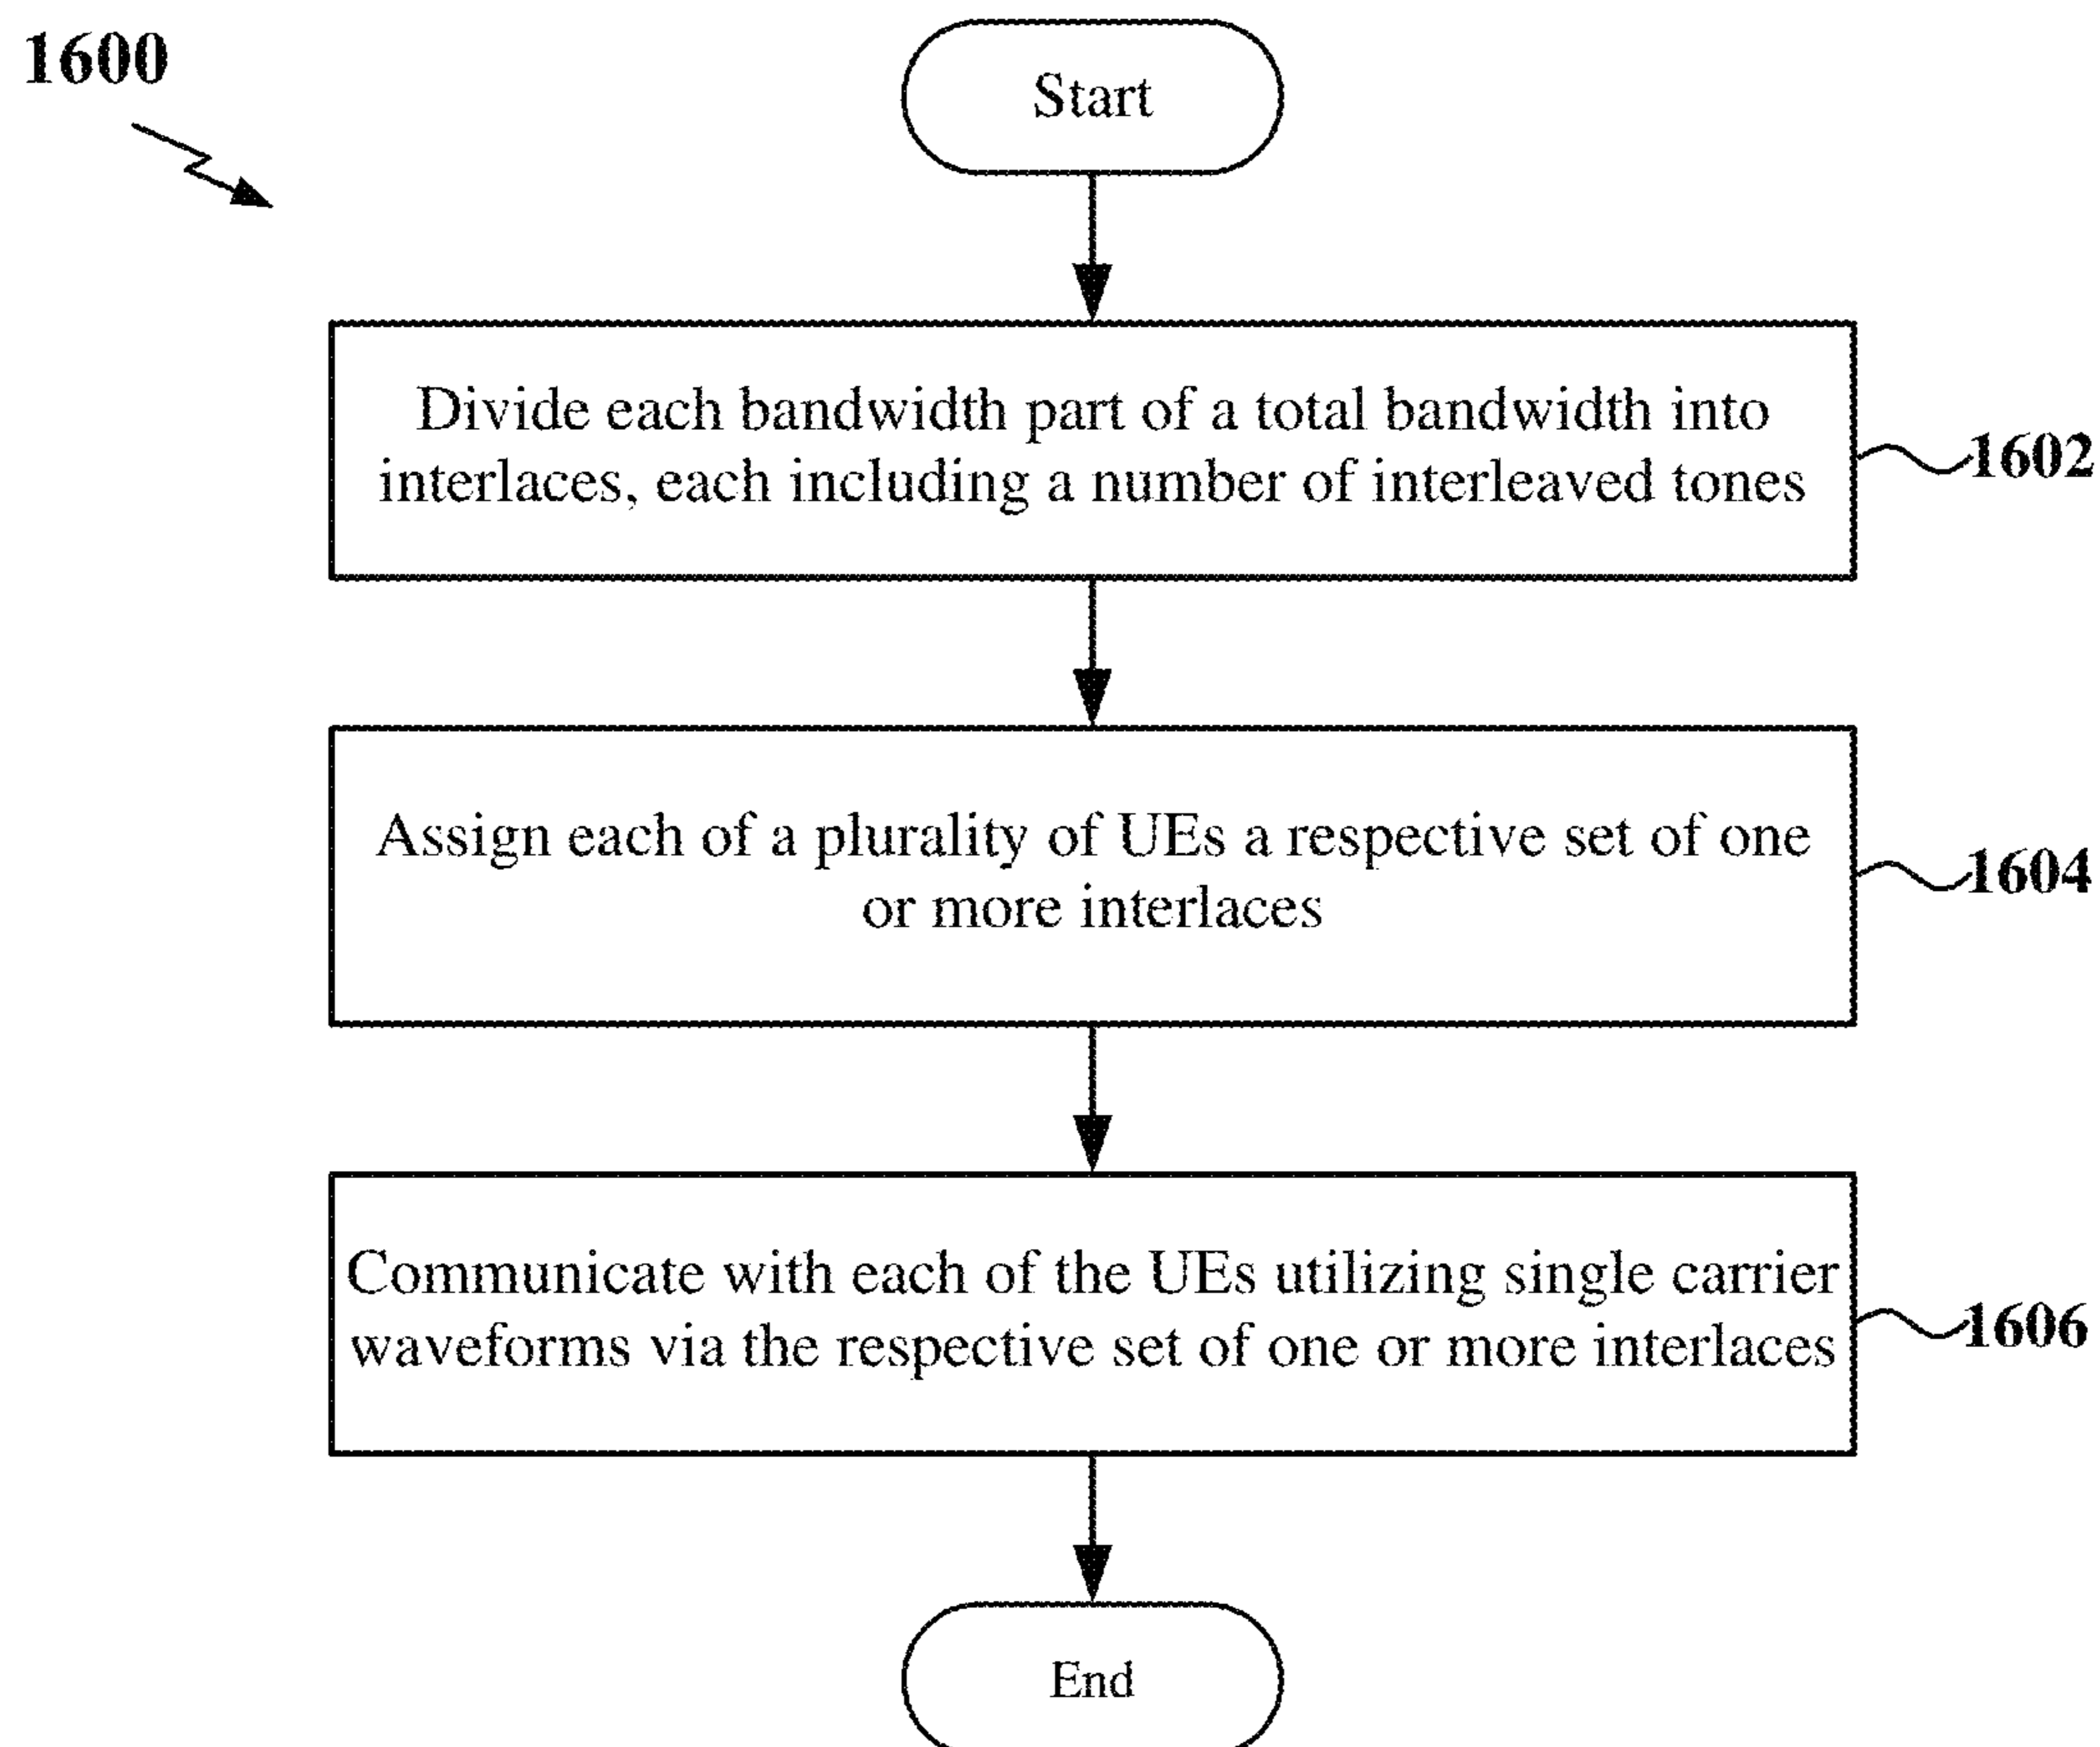 1600
Start
Divide each bandwidth part of a total bandwidth into
interlaces, each including a number of interleaved tones
1602
Assign each of a plurality of UEs a respective set of one
or more interlaces
1604
Communicate with each of the UEs utilizing single carrier
waveforms via the respective set of one or more interlaces
1606
End